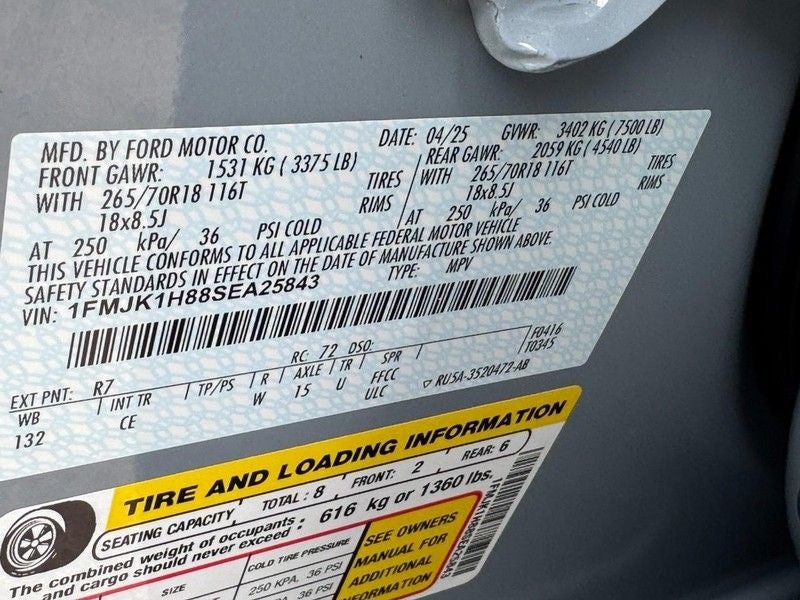 MFD. BY FORD MOTOR CO. DATE: 04/25 GVWR: 3402 KG ( 7500 LB)
FRONT GAWR: 1531 KG ( 3375 LB) REAR GAWR: 2059 KG ( 4540 LB)
WITH 265/70R18 116T TIRES WITH 265/70R18 116T TIRES
18x8.5J RIMS 18x8.5J RIMS
AT 250 kPa/ 36 PSI COLD AT 250 kPa/ 36 PSI COLD
THIS VEHICLE CONFORMS TO ALL APPLICABLE FEDERAL MOTOR VEHICLE
SAFETY STANDARDS IN EFFECT ON THE DATE OF MANUFACTURE SHOWN ABOVE.
VIN: 1FMJK1H88SEA25843 TYPE: MPV
F0416
T0345
EXT PNT: R7 RC: 72 DSO:
WB INT TR TP/PS R AXLE TR SPR
132 CE W 15 U FFCC
ULC
▽ RU5A-3520472-AB
TIRE AND LOADING INFORMATION
SEATING CAPACITY TOTAL: 8 FRONT: 2 REAR: 6
The combined weight of occupants
and cargo should never exceed: 616 kg or 1360 lbs.
SIZE COLD TIRE PRESSURE
250 KPA, 36 PSI
SEE OWNERS
MANUAL FOR
ADDITIONAL
INFORMATION